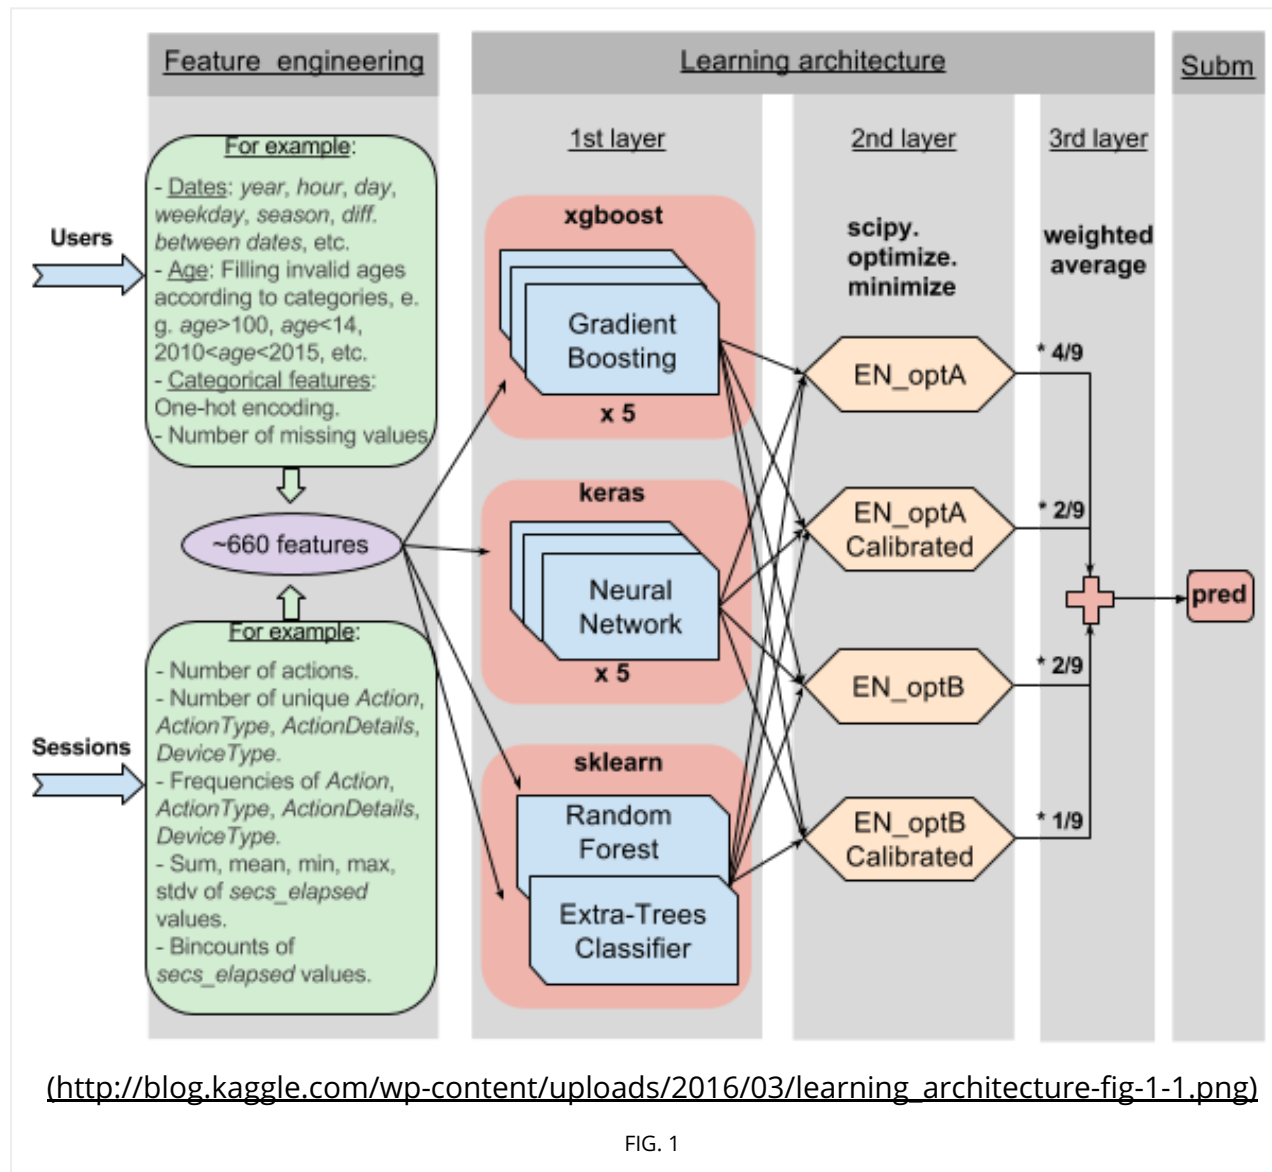 Feature engineering
Learning architecture
Subm
Users
For example:
- Dates: year, hour, day,
weekday, season, diff.
between dates, etc.
- Age: Filling invalid ages
according to categories, e.
g. age>100, age<14,
2010<age<2015, etc.
- Categorical features:
One-hot encoding.
- Number of missing values
~660 features
Sessions
For example:
- Number of actions.
- Number of unique Action,
ActionType, ActionDetails,
DeviceType.
- Frequencies of Action,
ActionType, ActionDetails,
DeviceType.
- Sum, mean, min, max,
stdv of secs_elapsed
values.
- Bincounts of
secs_elapsed values.
1st layer
xgboost
Gradient
Boosting
x 5
keras
Neural
Network
x 5
sklearn
Random
Forest
Extra-Trees
Classifier
2nd layer
scipy.
optimize.
minimize
EN_optA
EN_optA
Calibrated
EN_optB
EN_optB
Calibrated
3rd layer
weighted
average
* 4/9
* 2/9
* 2/9
* 1/9
pred
(http://blog.kaggle.com/wp-content/uploads/2016/03/learning_architecture-fig-1-1.png)
FIG. 1